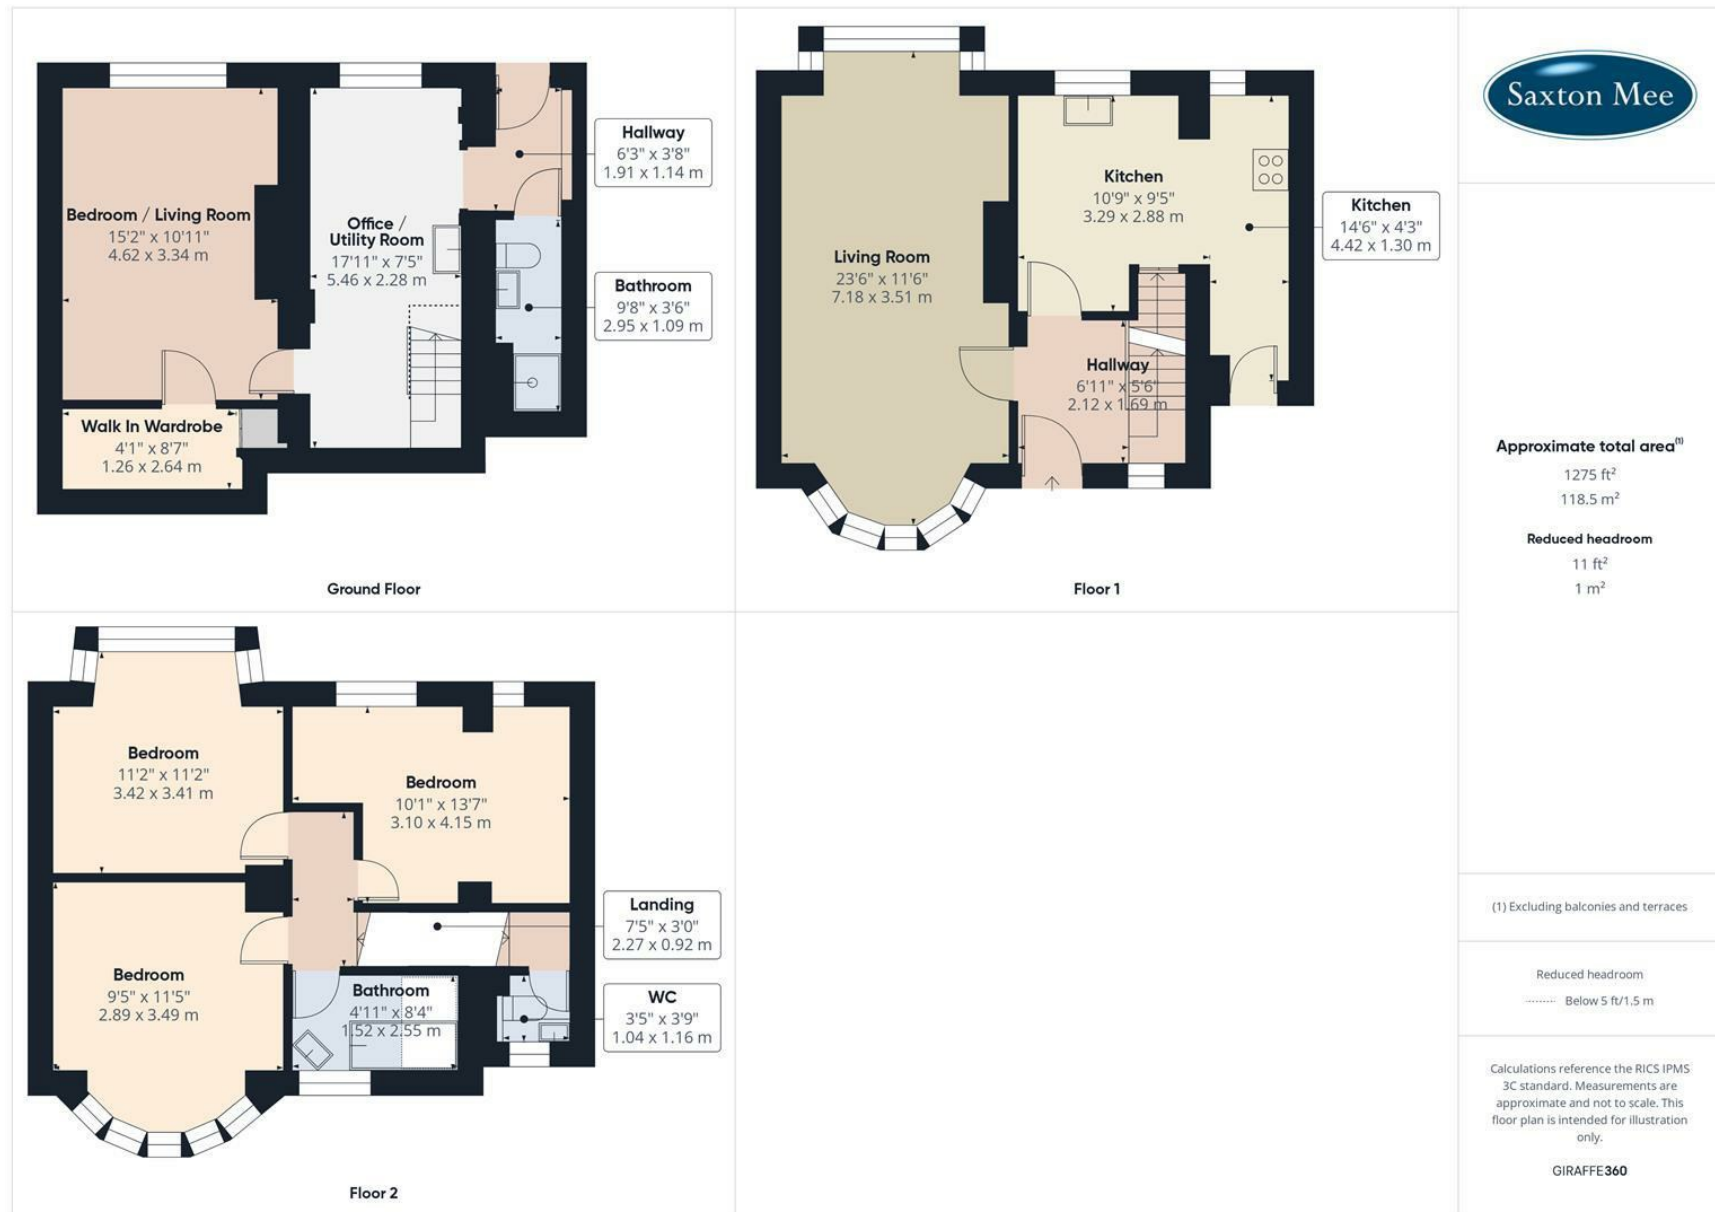 Bedroom / Living Room
15'2" x 10'11"
4.62 x 3.34 m
Office /
Utility Room
17'11" x 7'5"
5.46 x 2.28 m
Hallway
6'3" x 3'8"
1.91 x 1.14 m
Bathroom
9'8" x 3'6"
2.95 x 1.09 m
Walk In Wardrobe
4'1" x 8'7"
1.26 x 2.64 m
Ground Floor
Living Room
23'6" x 11'6"
7.18 x 3.51 m
Kitchen
10'9" x 9'5"
3.29 x 2.88 m
Kitchen
14'6" x 4'3"
4.42 x 1.30 m
Hallway
6'11" x 5'6"
2.12 x 1.69 m
Floor 1
Bedroom
11'2" x 11'2"
3.42 x 3.41 m
Bedroom
10'1" x 13'7"
3.10 x 4.15 m
Bedroom
9'5" x 11'5"
2.89 x 3.49 m
Landing
7'5" x 3'0"
2.27 x 0.92 m
Bathroom
4'11" x 8'4"
1.52 x 2.55 m
WC
3'5" x 3'9"
1.04 x 1.16 m
Floor 2
Saxton Mee
Approximate total area⁽¹⁾
1275 ft²
118.5 m²
Reduced headroom
11 ft²
1 m²
(1) Excluding balconies and terraces
Reduced headroom
Below 5 ft/1.5 m
Calculations reference the RICS IPMS
3C standard. Measurements are
approximate and not to scale. This
floor plan is intended for illustration
only.
GIRAFFE360